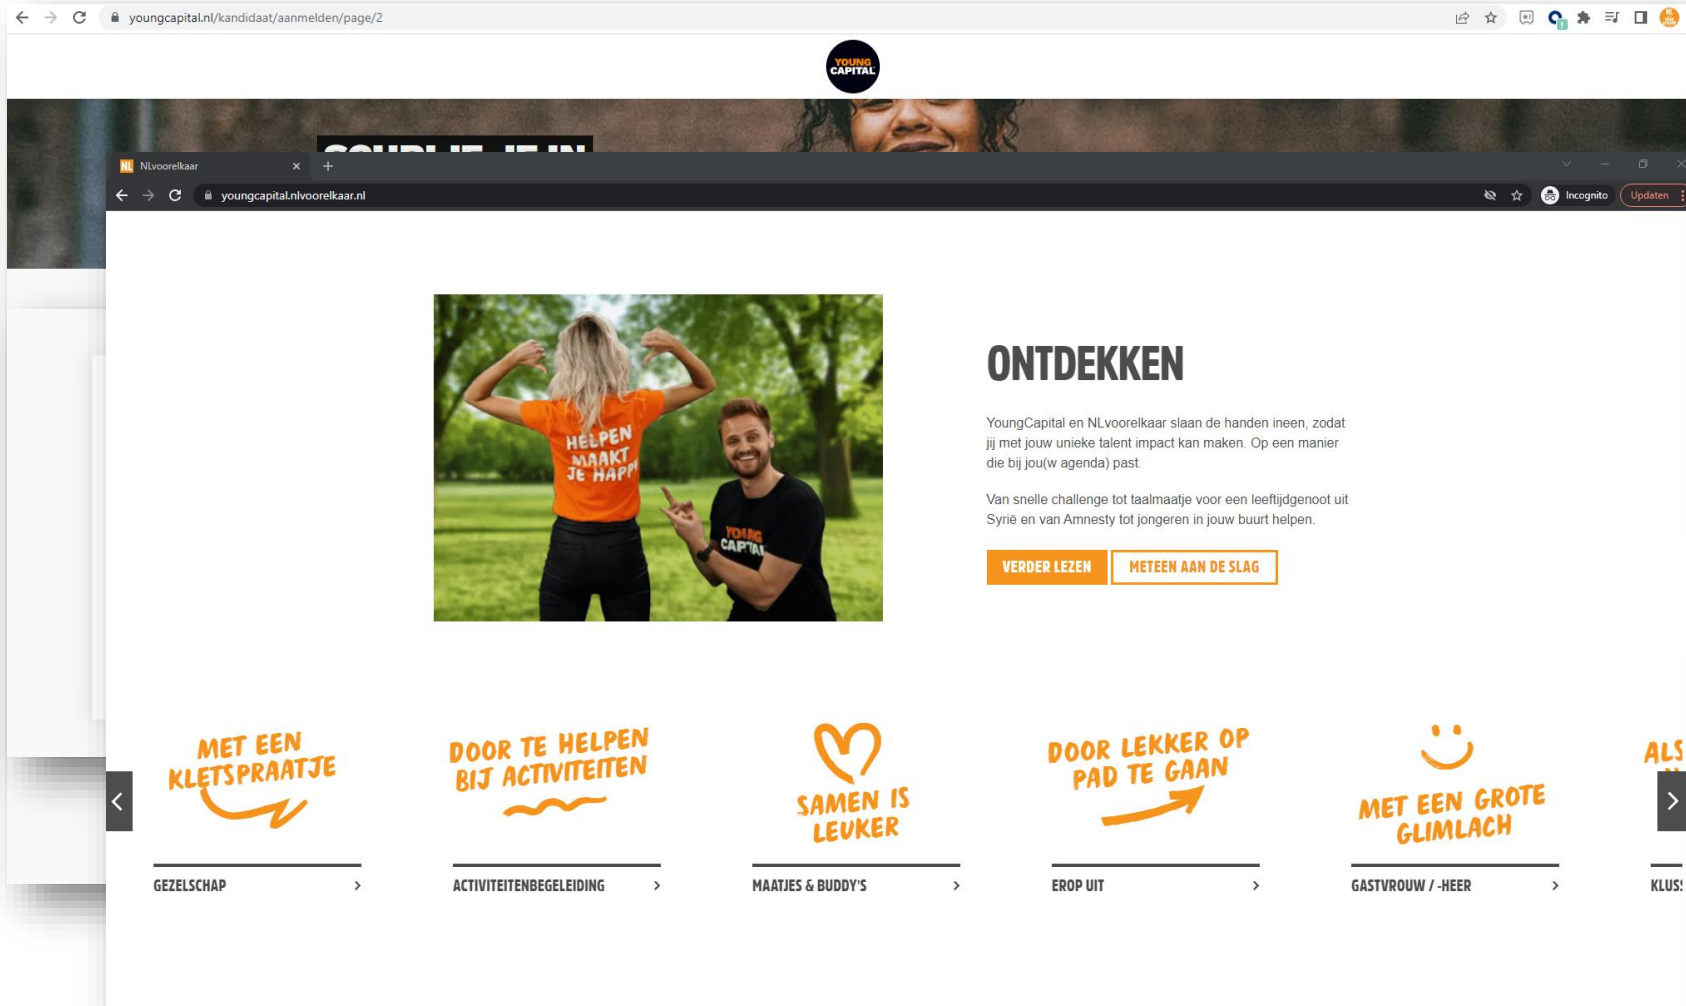 youngcapital.nl/kandidaat/aanmelden/page/2
YOUNG
CAPITAL
NL NLvoorelkaar
youngcapital.nlvoorelkaar.nl
Incognito
Updaten
HELPEN
MAAKT
JE HAPPY
YOUNG
CAPITAL
ONTDEKKEN
YoungCapital en NLvoorelkaar slaan de handen ineen, zodat
jij met jouw unieke talent impact kan maken. Op een manier
die bij jou(w agenda) past.
Van snelle challenge tot taalmaatje voor een leeftijdgenoot uit
Syrië en van Amnesty tot jongeren in jouw buurt helpen.
VERDER LEZEN
METEEN AAN DE SLAG
MET EEN
KLETSPRAATJE
GEZELSCHAP
DOOR TE HELPEN
BIJ ACTIVITEITEN
ACTIVITEITENBEGELEIDING
SAMEN IS
LEUKER
MAATJES & BUDDY'S
DOOR LEKKER OP
PAD TE GAAN
EROP UIT
MET EEN GROTE
GLIMLACH
GASTVROUW / -HEER
ALS